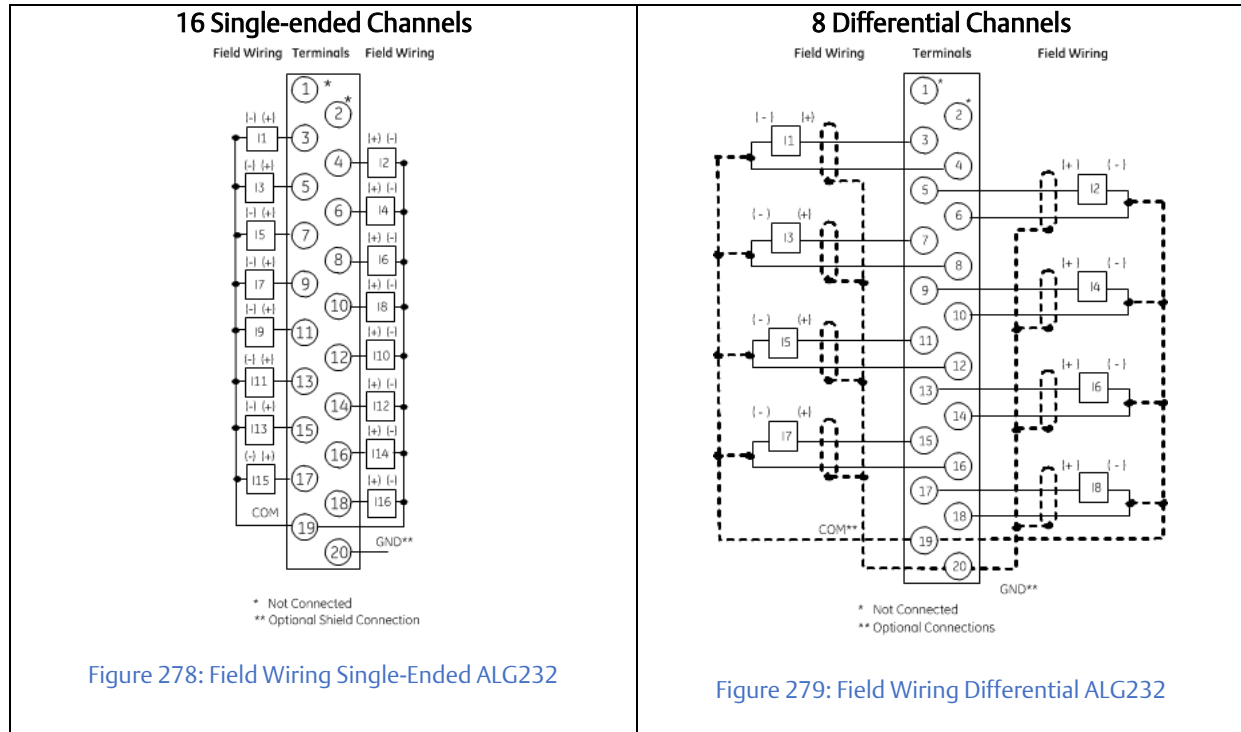 16 Single-ended Channels
Field Wiring Terminals Field Wiring
1 *
2 *
(-) (+)
I1 3
(+) (-)
4 I2
(-) (+)
I3 5
(+) (-)
6 I4
(-) (+)
I5 7
(+) (-)
8 I6
(-) (+)
I7 9
(+) (-)
10 I8
(-) (+)
I9 11
(+) (-)
12 I10
(-) (+)
I11 13
(+) (-)
14 I12
(-) (+)
I13 15
(+) (-)
16 I14
(-) (+)
I15 17
(+) (-)
18 I16
COM
19
20 GND**
* Not Connected
** Optional Shield Connection
Figure 278: Field Wiring Single-Ended ALG232
8 Differential Channels
Field Wiring Terminals Field Wiring
1 *
2 *
(-) (+)
I1 3
4
(+) (-)
5 I2
6
(-) (+)
I3 7
8
(+) (-)
9 I4
10
(-) (+)
I5 11
12
(+) (-)
13 I6
14
(-) (+)
I7 15
16
(+) (-)
17 I8
18
COM** 19
20
GND**
* Not Connected
** Optional Connections
Figure 279: Field Wiring Differential ALG232